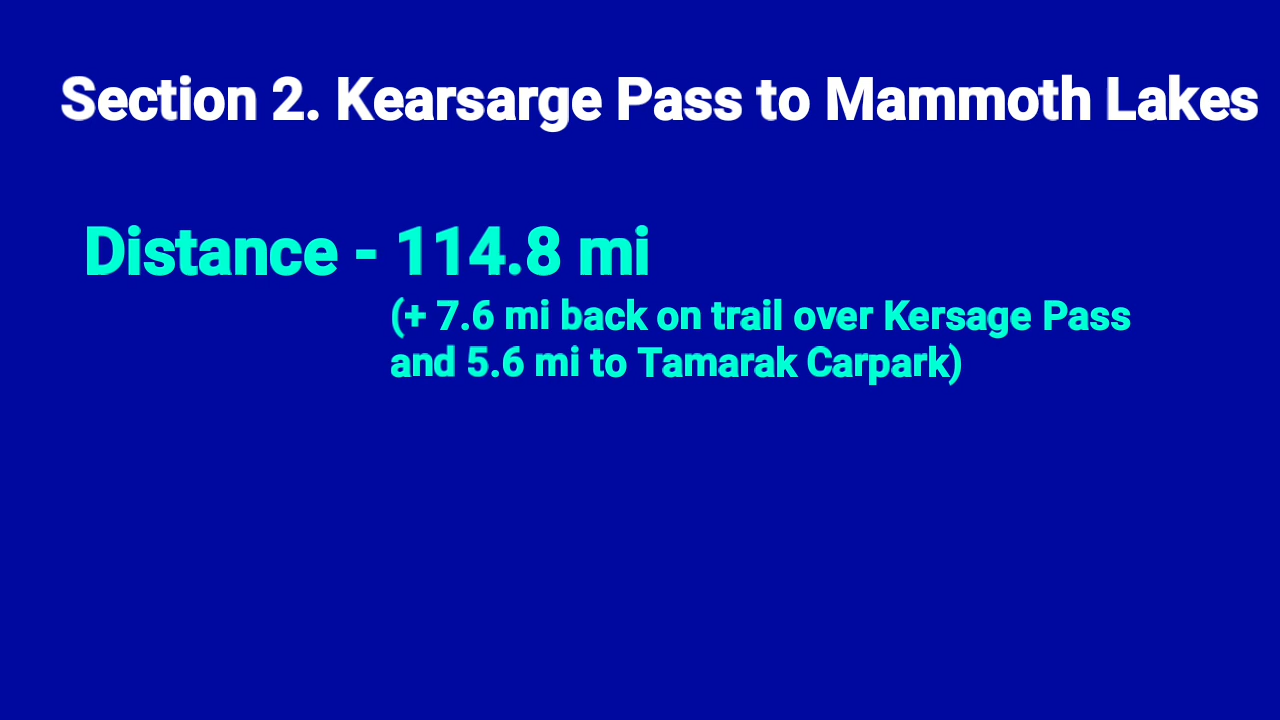 Section 2. Kearsarge Pass to Mammoth Lakes
Distance - 114.8 mi
(+ 7.6 mi back on trail over Kersage Pass
and 5.6 mi to Tamarak Carpark)